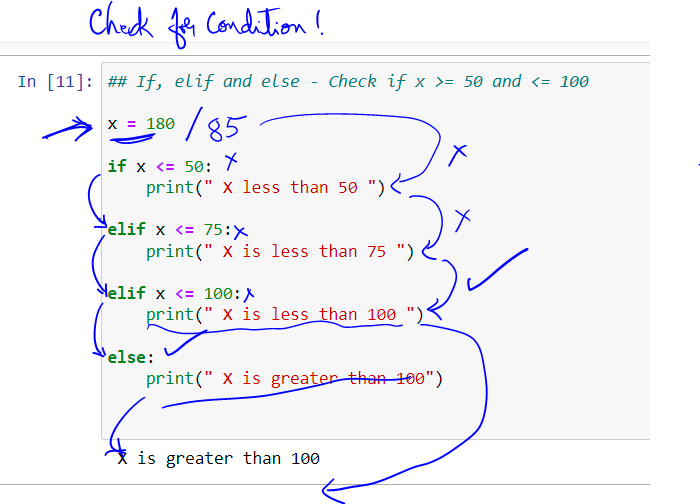 Check for Condition!
In [11]: ## If, elif and else - Check if x >= 50 and <= 100
x = 180 / 85
if x <= 50: x
x
print(" X less than 50 ")
elif x <= 75: x
x
print(" X is less than 75 ")
elif x <= 100: x
print(" X is less than 100 ")
else:
print(" X is greater than 100")
X is greater than 100